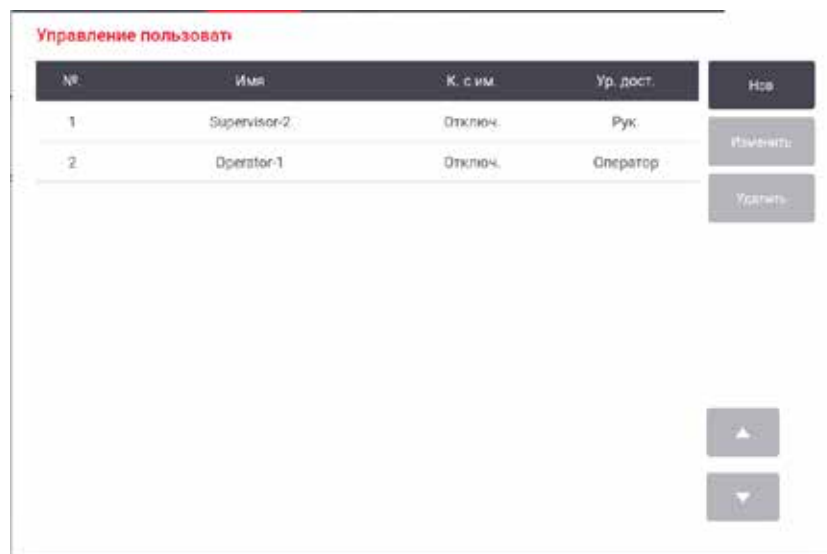 Управление пользоват
№. Имя К. с им. Ур. дост. Нов
1 Supervisor-2 Отключ. Рук
Изменить
2 Operator-1 Отключ. Оператор
Удалить